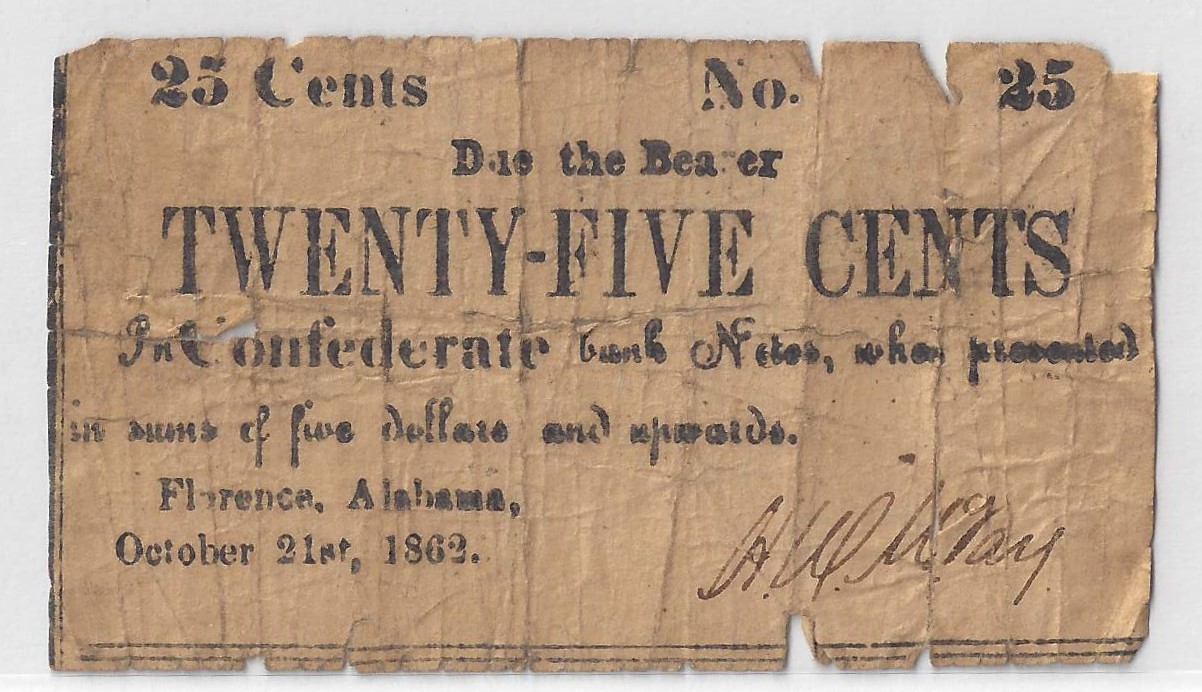 25 Cents No. 25
Due the Bearer
TWENTY-FIVE CENTS
In Confederate bank Notes, when presented
in sums of five dollars and upwards.
Florence, Alabama,
October 21st, 1862.